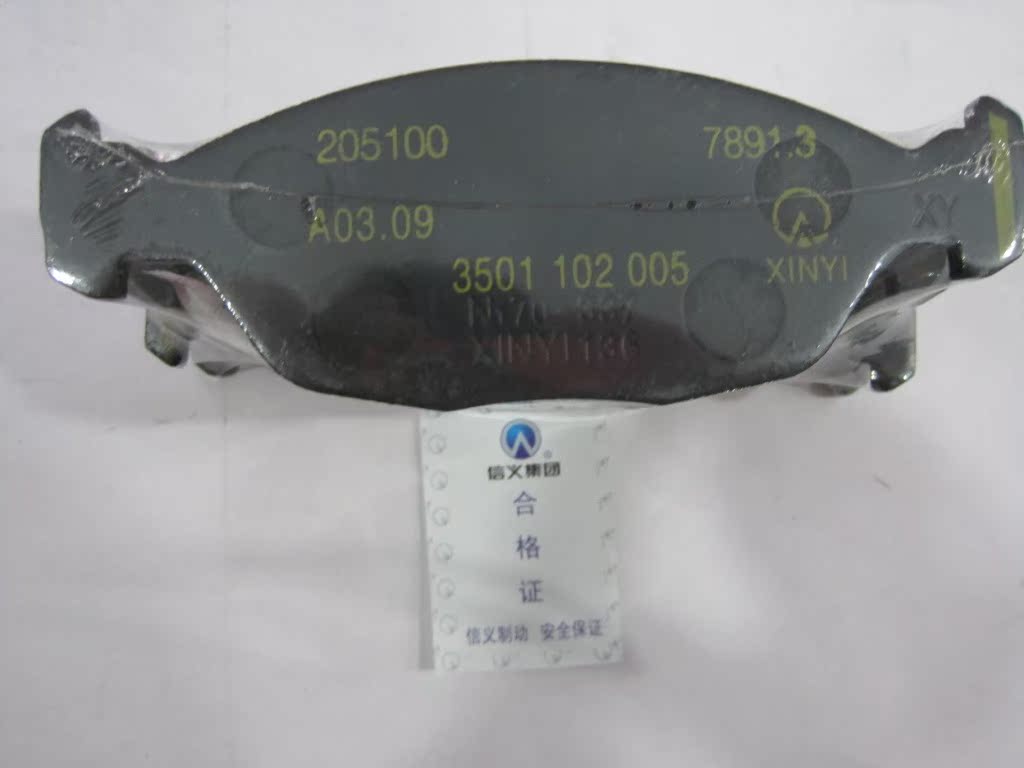 205100 7891.3
A03.09
3501 102 005
XINYI
XY
XINYI136
®
信义集团
合
格
证
信义制动 安全保证